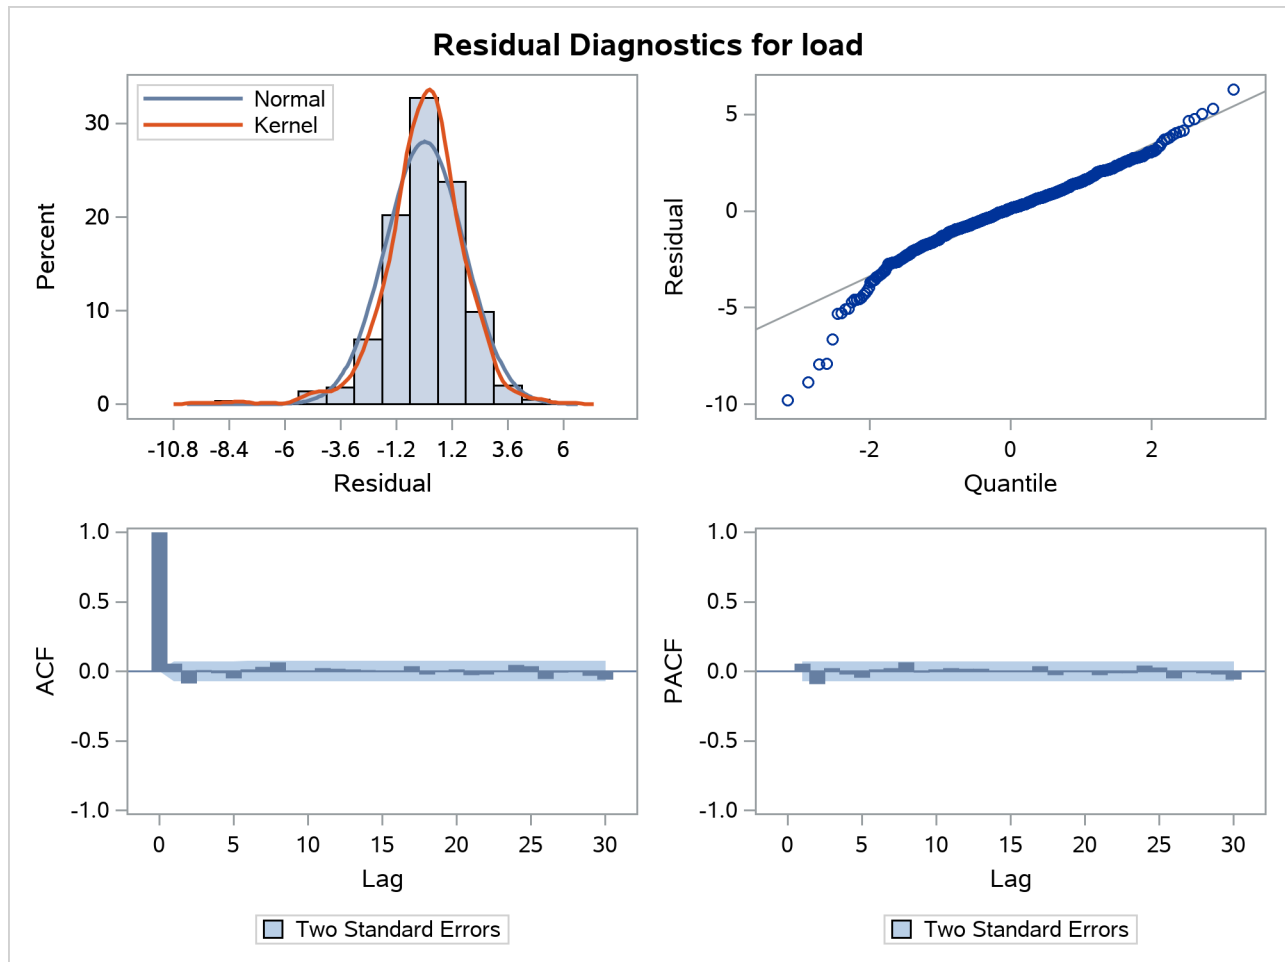 Residual Diagnostics for load
Normal
Kernel
30
20
10
0
Percent
-10.8 -8.4 -6 -3.6 -1.2 1.2 3.6 6
Residual
5
0
-5
-10
Residual
-2 0 2
Quantile
1.0
0.5
0.0
-0.5
-1.0
ACF
0 5 10 15 20 25 30
Lag
Two Standard Errors
1.0
0.5
0.0
-0.5
-1.0
PACF
0 5 10 15 20 25 30
Lag
Two Standard Errors